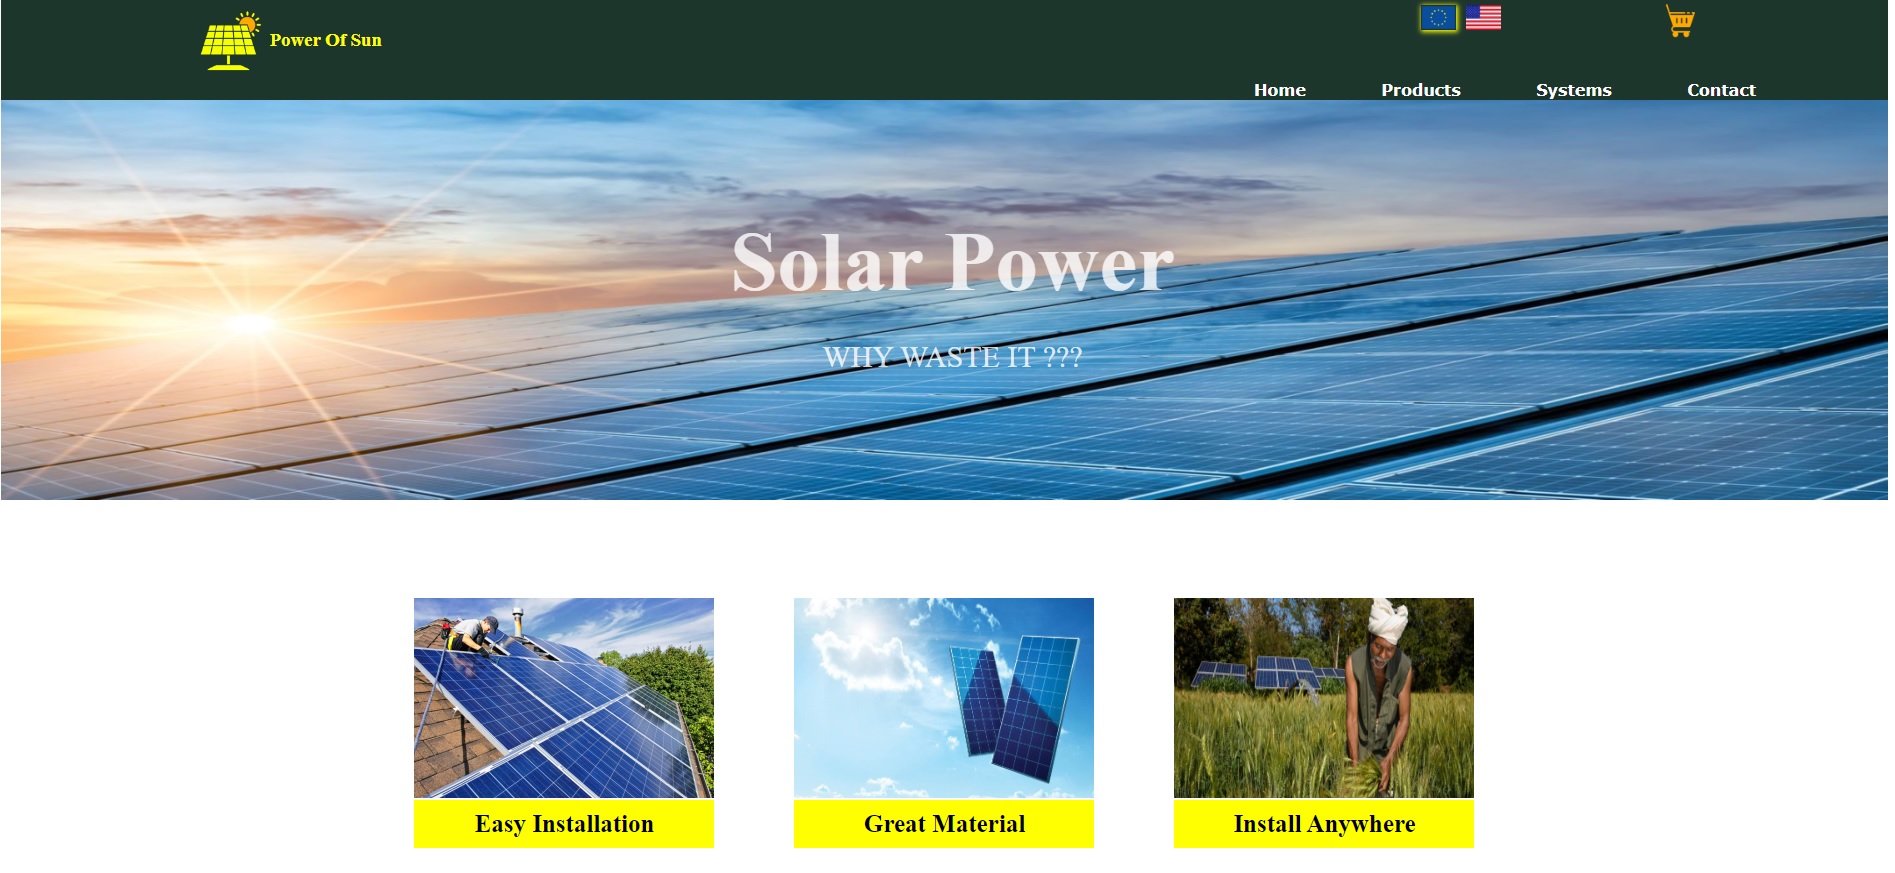 Power Of Sun
Home Products Systems Contact
Solar Power
WHY WASTE IT ???
Easy Installation
Great Material
Install Anywhere